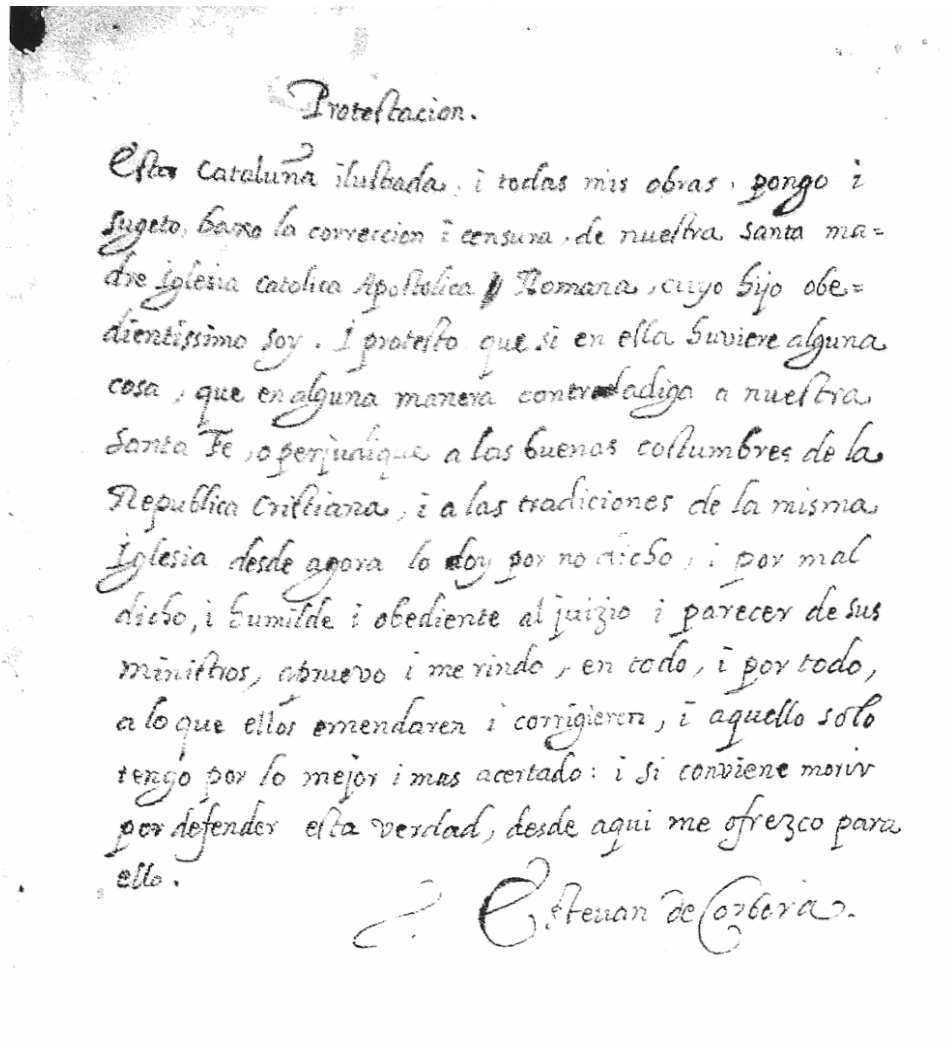 Protestacion.
Esta Cataluña ilustrada, i todas mis obras, pongo i
sugeto, baxo la correccion i censura, de nuestra santa ma=
dre Iglesia Catolica Apostolica Romana, cuyo hijo obe=
dientissimo soy. I protesto que si en ella huviere alguna
cosa, que en alguna manera contradiga a nuestra
Santa Fe, o perjudique a las buenas costumbres de la
Republica Cristiana, i a las tradiciones de la misma
Iglesia desde agora lo doy por no dicho, i por mal
dicho, i humilde i obediente al juizio i parecer de sus
ministros, abruevo i me rindo, en todo, i por todo,
a lo que ellos emendaren i corrigieren, i aquello solo
tengo por lo mejor i mas acertado: i si conviene morir
por defender esta verdad, desde aqui me ofrezco para
ello.
Estevan de Corbera.